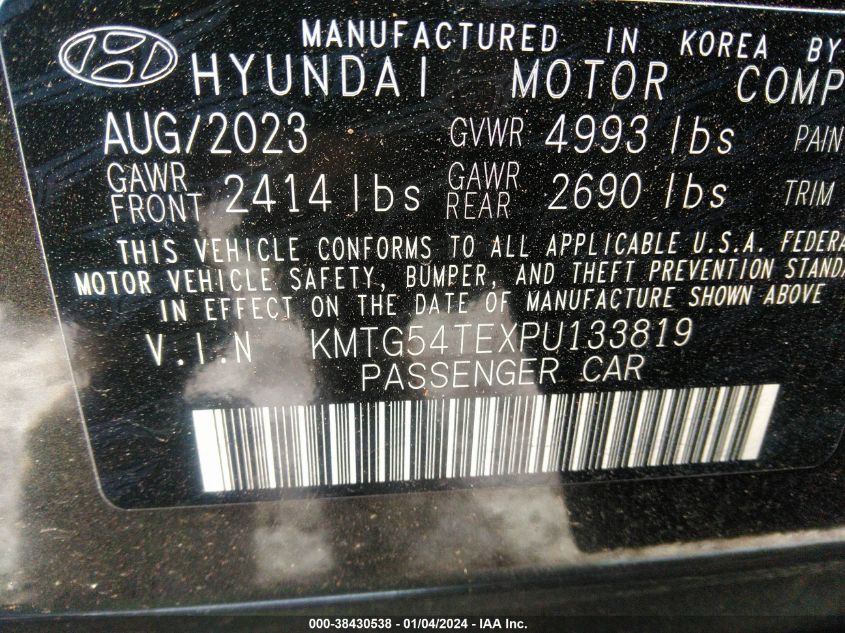 MANUFACTURED IN KOREA BY
HYUNDAI MOTOR COMP
AUG/2023 GVWR 4993 lbs PAIN
GAWR FRONT 2414 lbs GAWR REAR 2690 lbs TRIM
THIS VEHICLE CONFORMS TO ALL APPLICABLE U.S.A. FEDERA
MOTOR VEHICLE SAFETY, BUMPER, AND THEFT PREVENTION STANDA
IN EFFECT ON THE DATE OF MANUFACTURE SHOWN ABOVE
V.I.N KMTG54TEXPU133819
PASSENGER CAR
000-38430538 - 01/04/2024 - IAA Inc.